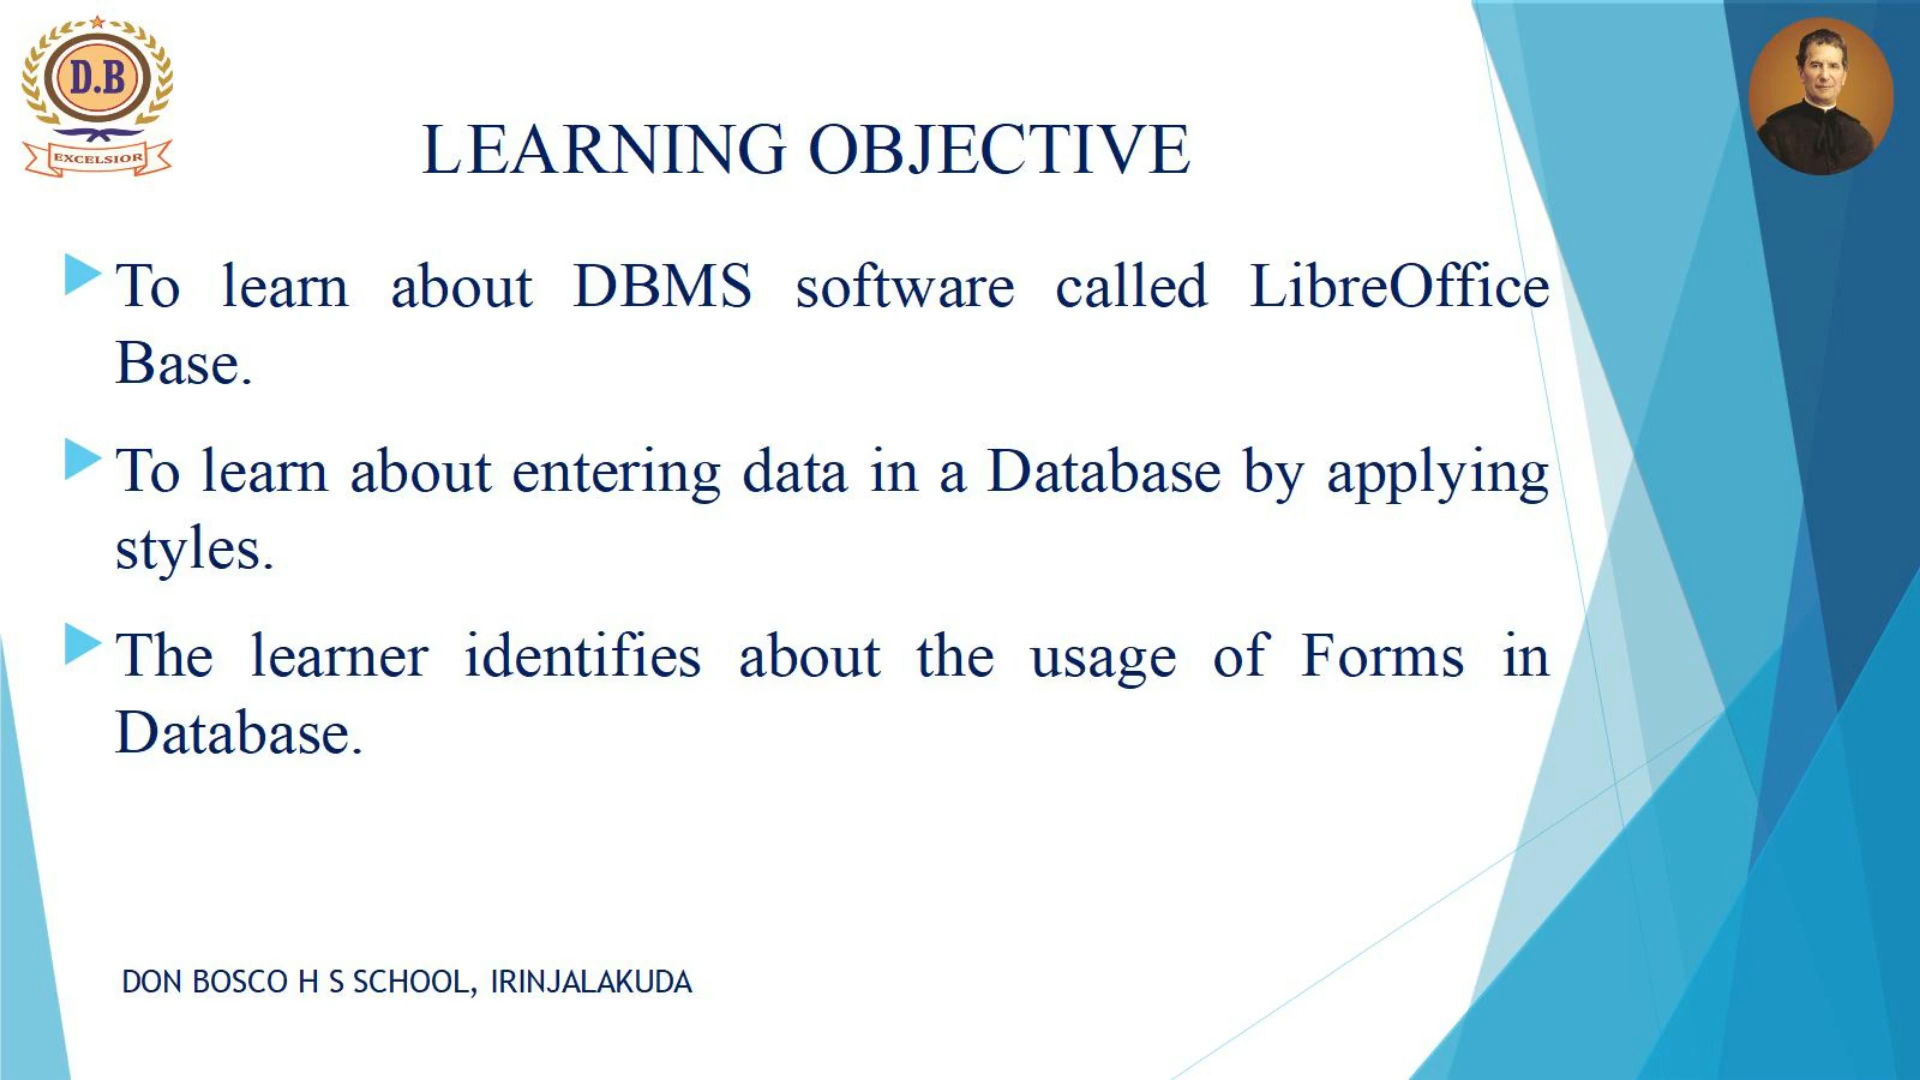 D.B
EXCELSIOR
LEARNING OBJECTIVE
To learn about DBMS software called LibreOffice
Base.
To learn about entering data in a Database by applying
styles.
The learner identifies about the usage of Forms in
Database.
DON BOSCO H S SCHOOL, IRINJALAKUDA